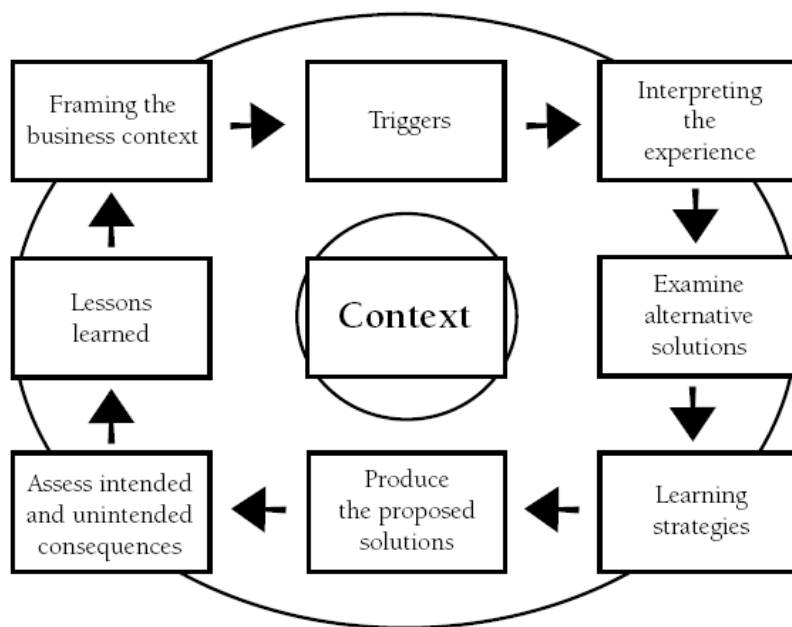 Framing the
business context
Triggers
Interpreting
the
experience
Lessons
learned
Context
Examine
alternative
solutions
Assess intended
and unintended
consequences
Produce
the proposed
solutions
Learning
strategies